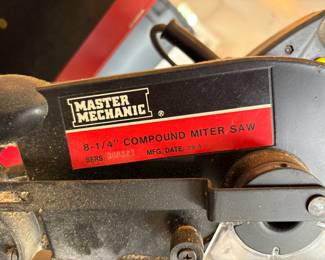 MASTER
MECHANIC ®
8-1/4" COMPOUND MITER SAW
SER# MFG. DATE: